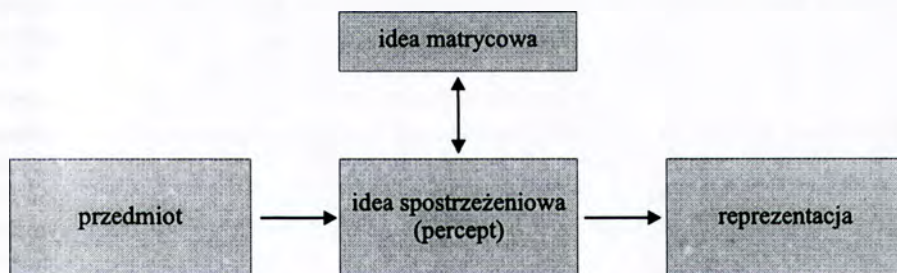 idea matrycowa
przedmiot
idea spostrzeżeniowa
(percept)
reprezentacja